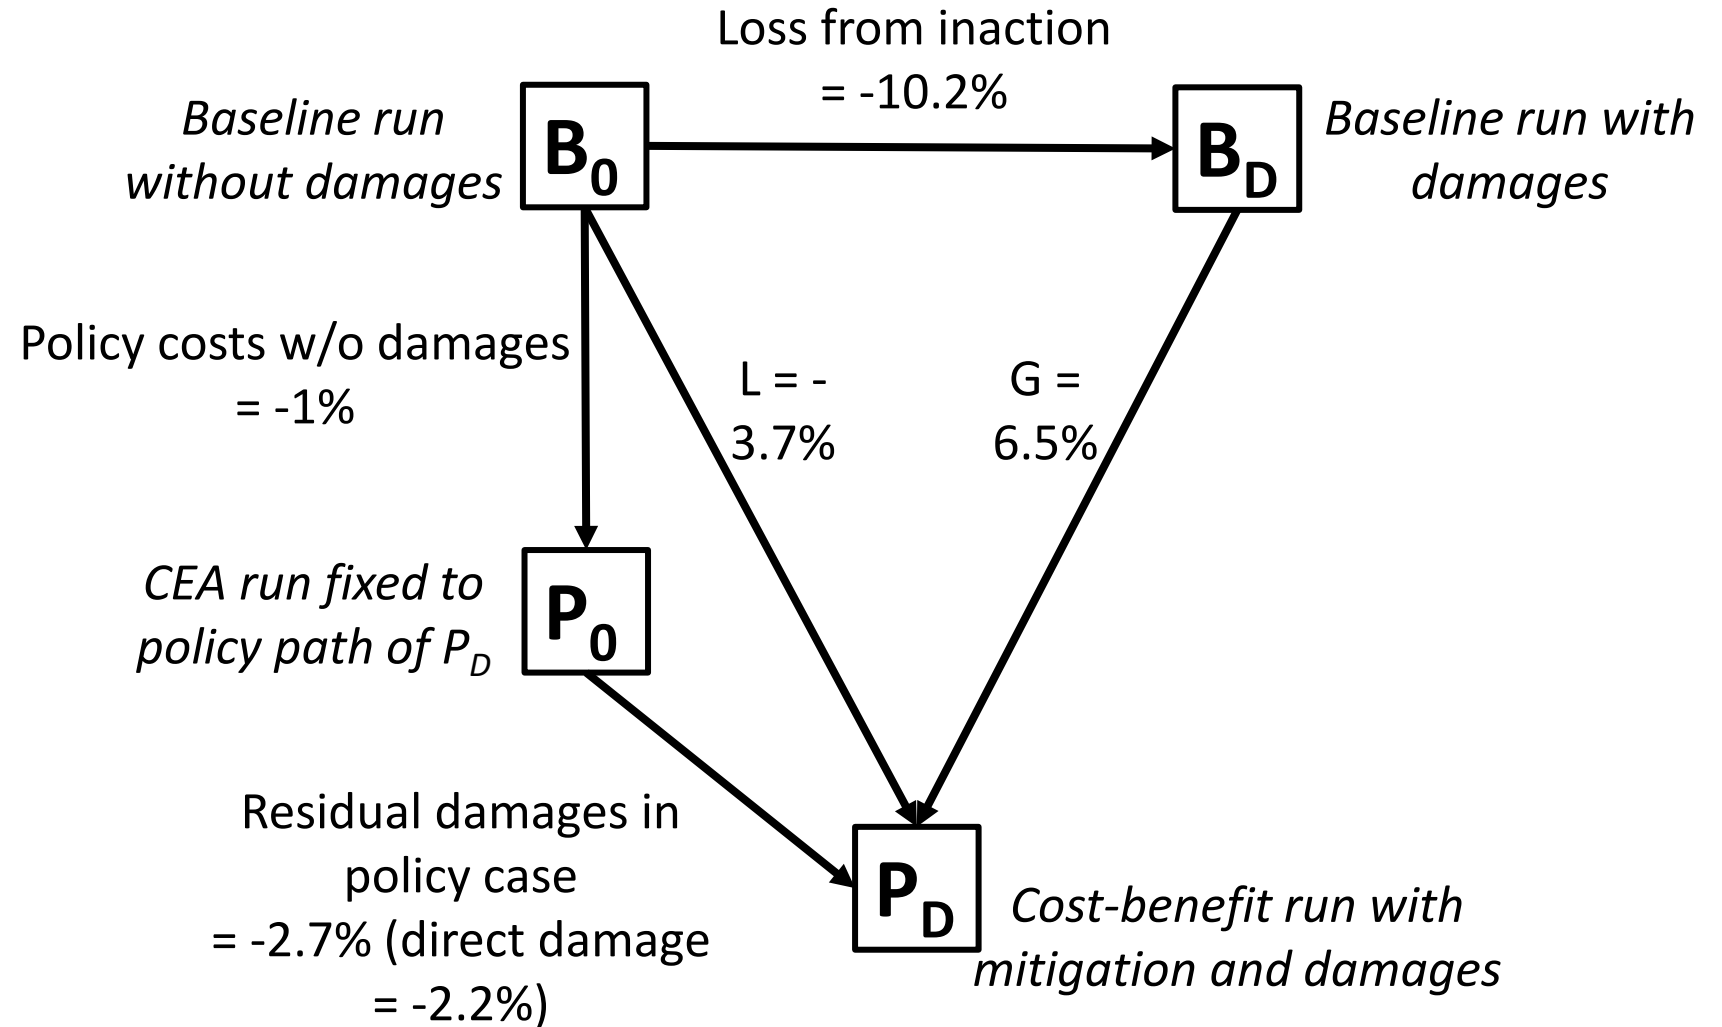 Loss from inaction
= -10.2%
Baseline run
without damages
B0
BD
Baseline run with
damages
Policy costs w/o damages
= -1%
L = -
3.7%
G =
6.5%
CEA run fixed to
policy path of PD
P0
Residual damages in
policy case
= -2.7% (direct damage
= -2.2%)
PD
Cost-benefit run with
mitigation and damages